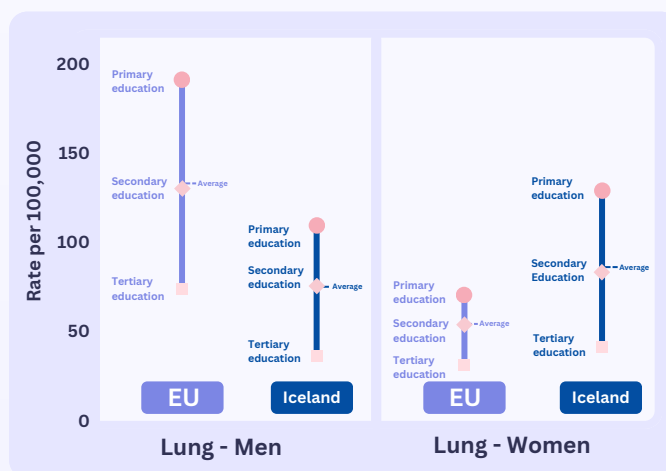 Rate per 100,000
200
150
100
50
0
Primary
education
Secondary
education
Average
Tertiary
education
EU
Primary
education
Secondary
education
Average
Tertiary
education
Iceland
Lung - Men
Primary
education
Secondary
education
Average
Tertiary
education
EU
Primary
education
Secondary
Education
Average
Tertiary
education
Iceland
Lung - Women